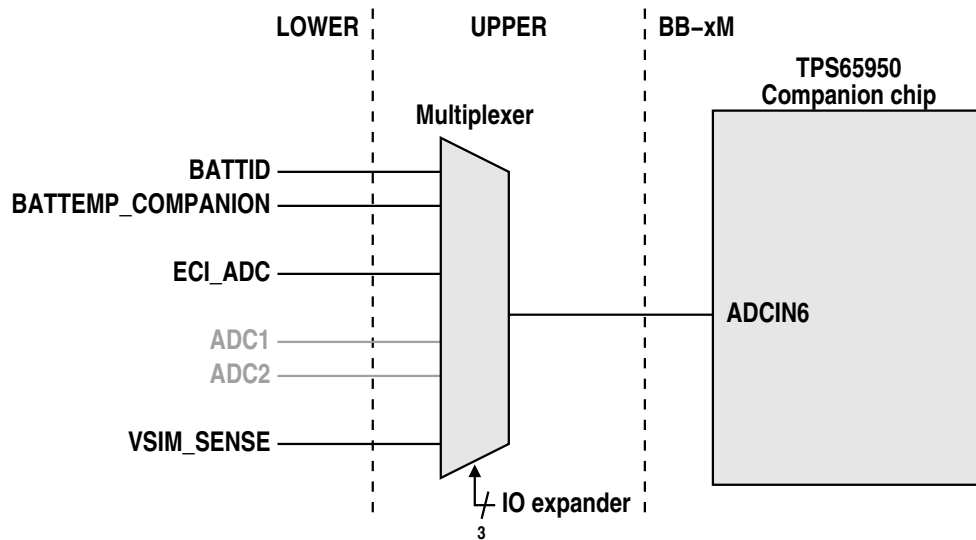 LOWER
UPPER
BB−xM
TPS65950
Companion chip
Multiplexer
BATTID
BATTEMP_COMPANION
ECI_ADC
ADC1
ADC2
VSIM_SENSE
ADCIN6
IO expander
3